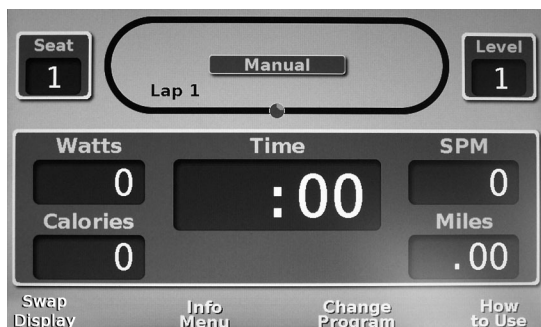 Seat
1
Manual
Lap 1
Level
1
Watts
0
Time
:00
SPM
0
Calories
0
Miles
.00
Swap
Display
Info
Menu
Change
Program
How
to Use